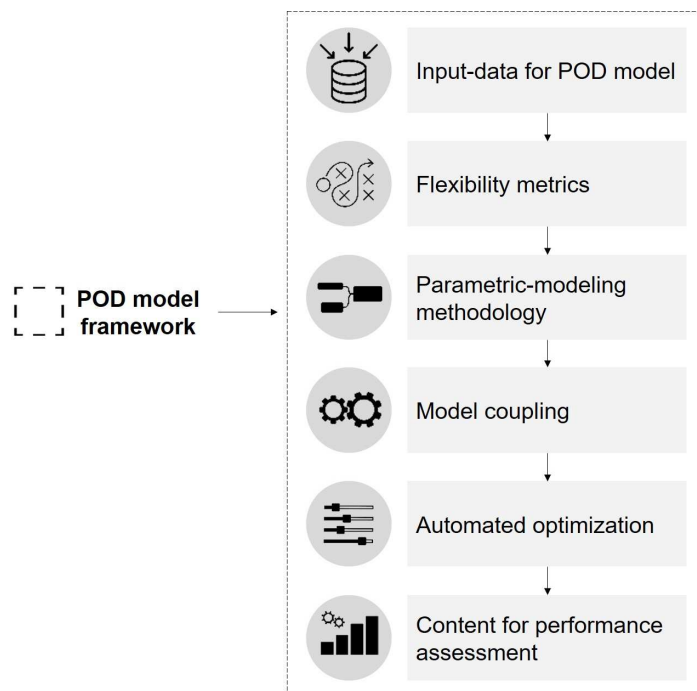 POD model
framework
Input-data for POD model
Flexibility metrics
Parametric-modeling
methodology
Model coupling
Automated optimization
Content for performance
assessment